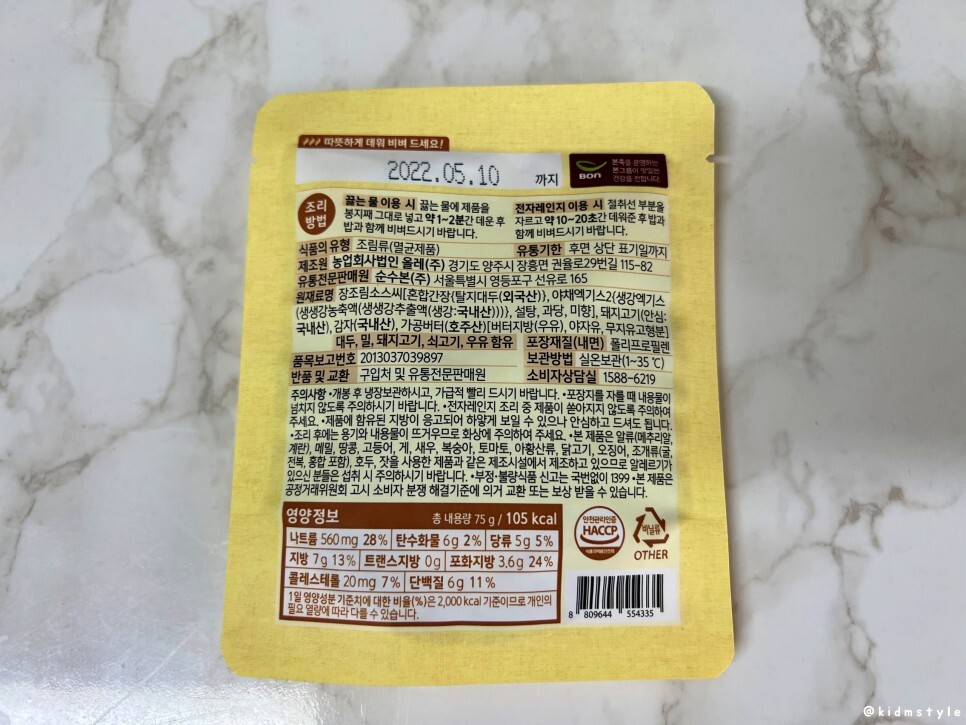 따뜻하게 데워 비벼 드세요!
2022.05.10 까지
BON
본죽을 운영하는
본그룹이 맛있는
건강을 전합니다.
조리
방법
끓는 물 이용 시 끓는 물에 제품을
봉지째 그대로 넣고 약 1~2분간 데운 후
밥과 함께 비벼드시기 바랍니다.
전자레인지 이용 시 절취선 부분을
자르고 약 10~20초간 데워준 후 밥과
함께 비벼드시기 바랍니다.
식품의 유형 조림류(멸균제품) 유통기한 후면 상단 표기일까지
제조원 농업회사법인 올레(주) 경기도 양주시 장흥면 권율로29번길 115-82
유통전문판매원 순수본(주) 서울특별시 영등포구 선유로 165
원재료명 장조림소스씨[혼합간장{탈지대두(외국산)}, 야채엑기스2{생강엑기스
(생생강농축액(생생강추출액(생강:국내산)))}, 설탕, 과당, 미향], 돼지고기(안심:
국내산), 감자(국내산), 가공버터(호주산)[버터지방(우유), 야자유, 무지유고형분]
대두, 밀, 돼지고기, 쇠고기, 우유 함유 포장재질(내면) 폴리프로필렌
품목보고번호 2013037039897 보관방법 실온보관(1~35 ℃)
반품 및 교환 구입처 및 유통전문판매원 소비자상담실 1588-6219
주의사항 •개봉 후 냉장보관하시고, 가급적 빨리 드시기 바랍니다. •포장지를 자를 때 내용물이
넘치지 않도록 주의하시기 바랍니다. •전자레인지 조리 중 제품이 쏟아지지 않도록 주의하여
주세요. •제품에 함유된 지방이 응고되어 하얗게 보일 수 있으나 안심하고 드셔도 됩니다.
•조리 후에는 용기와 내용물이 뜨거우므로 화상에 주의하여 주세요. •본 제품은 알류(메추리알,
계란), 메밀, 땅콩, 고등어, 게, 새우, 복숭아, 토마토, 아황산류, 닭고기, 오징어, 조개류(굴,
전복, 홍합 포함), 호두, 잣을 사용한 제품과 같은 제조시설에서 제조하고 있으므로 알레르기가
있으신 분들은 섭취 시 주의하시기 바랍니다. •부정·불량식품 신고는 국번없이 1399 •본 제품은
공정거래위원회 고시 소비자 분쟁 해결기준에 의거 교환 또는 보상 받을 수 있습니다.
영양정보 총 내용량 75 g / 105 kcal
나트륨 560 mg 28% 탄수화물 6 g 2% 당류 5 g 5%
지방 7 g 13% 트랜스지방 0 g 포화지방 3.6 g 24%
콜레스테롤 20 mg 7% 단백질 6 g 11%
1일 영양성분 기준치에 대한 비율(%)은 2,000 kcal 기준이므로 개인의
필요 열량에 따라 다를 수 있습니다.
안전관리인증
HACCP
식품의약품안전처
비닐류
OTHER
8 809644 554335
@kidmstyle